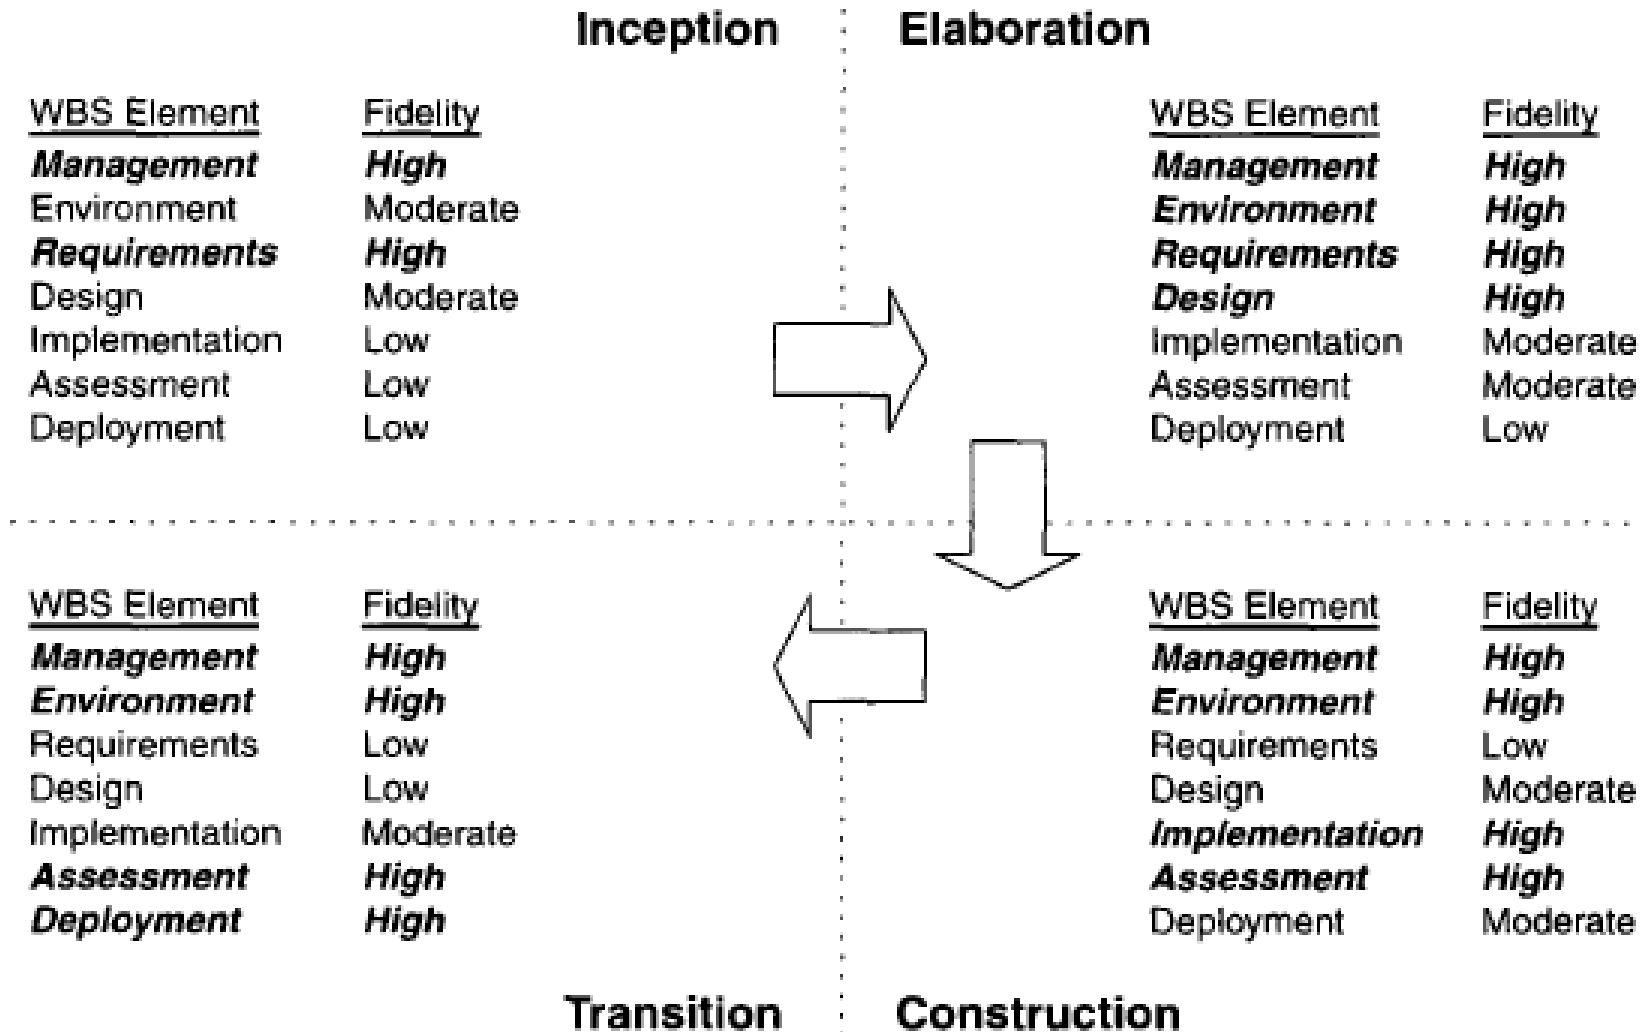 Inception
WBS Element Fidelity
Management High
Environment Moderate
Requirements High
Design Moderate
Implementation Low
Assessment Low
Deployment Low
Elaboration
WBS Element Fidelity
Management High
Environment High
Requirements High
Design High
Implementation Moderate
Assessment Moderate
Deployment Low
WBS Element Fidelity
Management High
Environment High
Requirements Low
Design Low
Implementation Moderate
Assessment High
Deployment High
Transition
WBS Element Fidelity
Management High
Environment High
Requirements Low
Design Moderate
Implementation High
Assessment High
Deployment Moderate
Construction